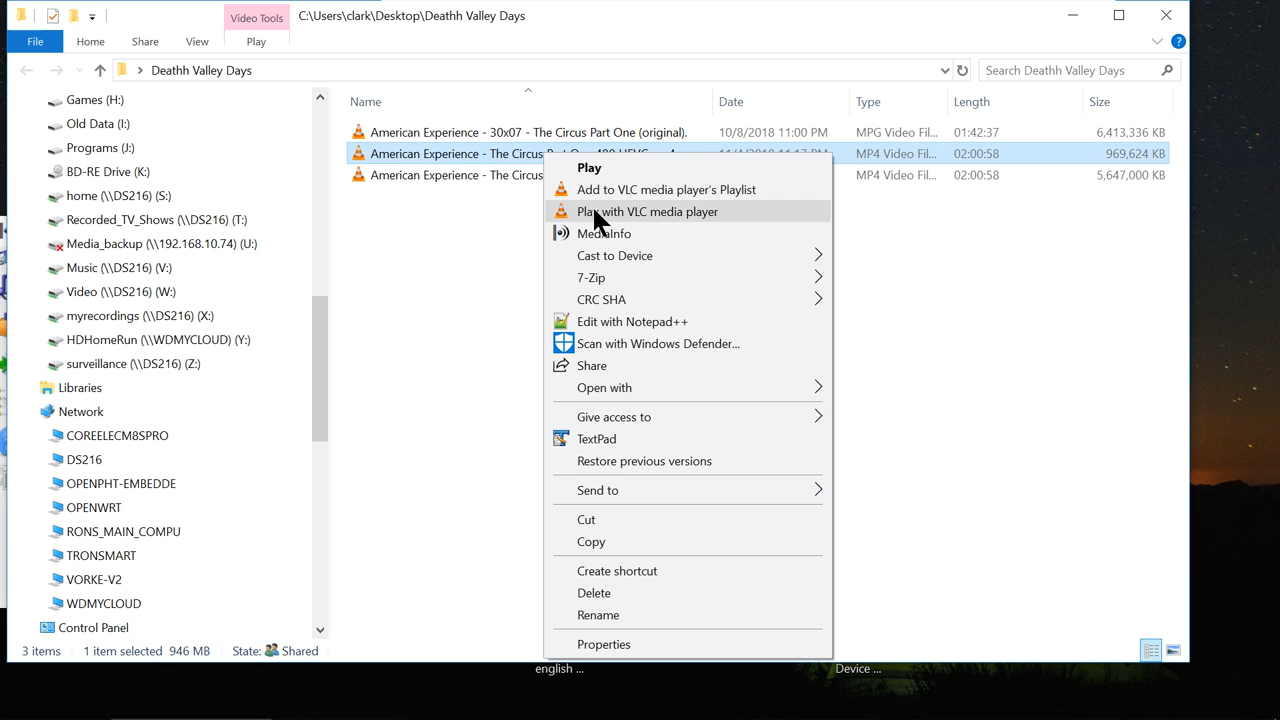 Video Tools
C:\Users\clark\Desktop\Deathh Valley Days
File
Home
Share
View
Play
?
Deathh Valley Days
Search Deathh Valley Days
Games (H:)
Old Data (I:)
Programs (J:)
BD-RE Drive (K:)
home (\\DS216) (S:)
Recorded_TV_Shows (\\DS216) (T:)
Media_backup (\\192.168.10.74) (U:)
Music (\\DS216) (V:)
Video (\\DS216) (W:)
myrecordings (\\DS216) (X:)
HDHomeRun (\\WDMYCLOUD) (Y:)
surveillance (\\DS216) (Z:)
Libraries
Network
COREELECM8SPRO
DS216
OPENPHT-EMBEDDE
OPENWRT
RONS_MAIN_COMPU
TRONSMART
VORKE-V2
WDMYCLOUD
Control Panel
Name Date Type Length Size
American Experience - 30x07 - The Circus Part One (original). 10/8/2018 11:00 PM MPG Video Fil... 01:42:37 6,413,336 KB
American Experience - The Circus MP4 Video Fil... 02:00:58 969,624 KB
American Experience - The Circus MP4 Video Fil... 02:00:58 5,647,000 KB
Play
Add to VLC media player's Playlist
Play with VLC media player
MediaInfo
Cast to Device
7-Zip
CRC SHA
Edit with Notepad++
Scan with Windows Defender...
Share
Open with
Give access to
TextPad
Restore previous versions
Send to
Cut
Copy
Create shortcut
Delete
Rename
Properties
3 items 1 item selected 946 MB State: Shared
english ...
Device ...